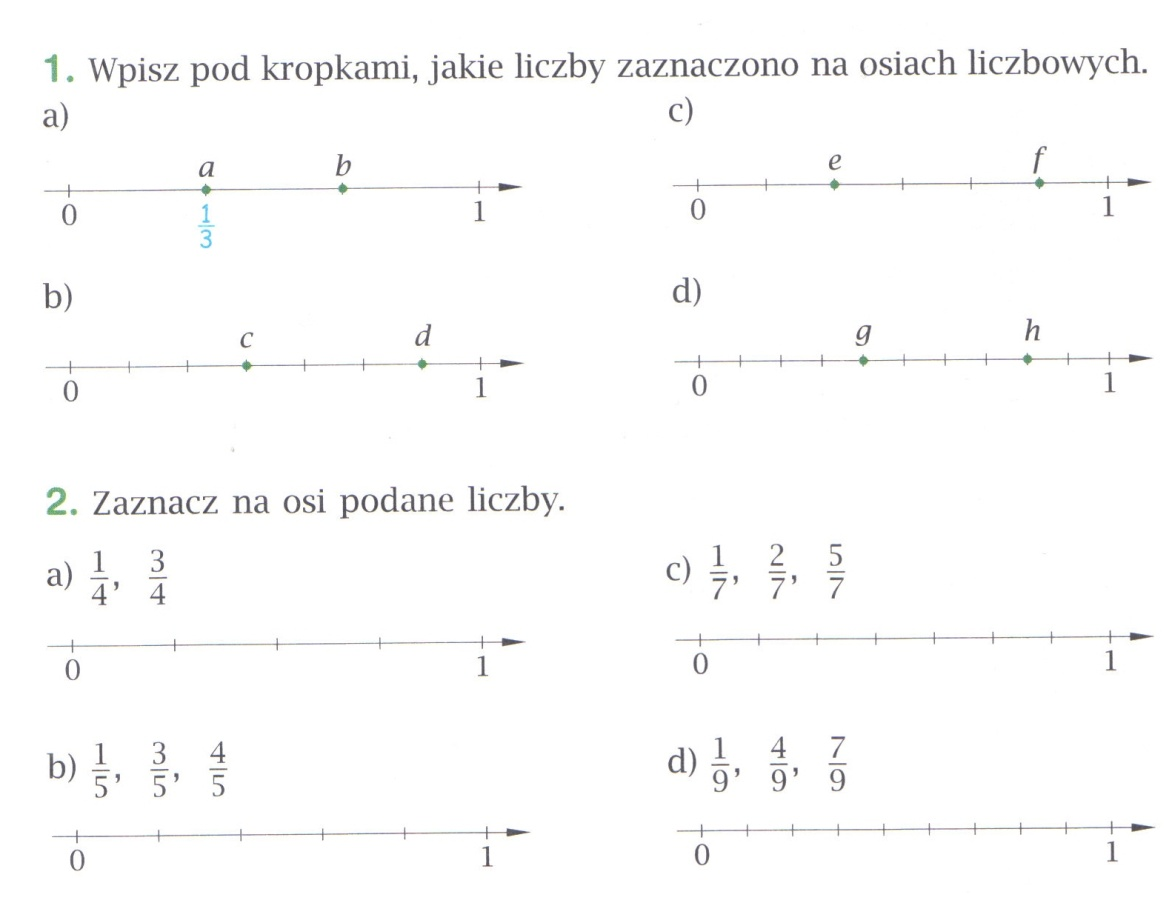 1. Wpisz pod kropkami, jakie liczby zaznaczono na osiach liczbowych.
a)
a b
0 1/3 1
b)
c d
0 1
c)
e f
0 1
d)
g h
0 1
2. Zaznacz na osi podane liczby.
a) 1/4, 3/4
0 1
b) 1/5, 3/5, 4/5
0 1
c) 1/7, 2/7, 5/7
0 1
d) 1/9, 4/9, 7/9
0 1